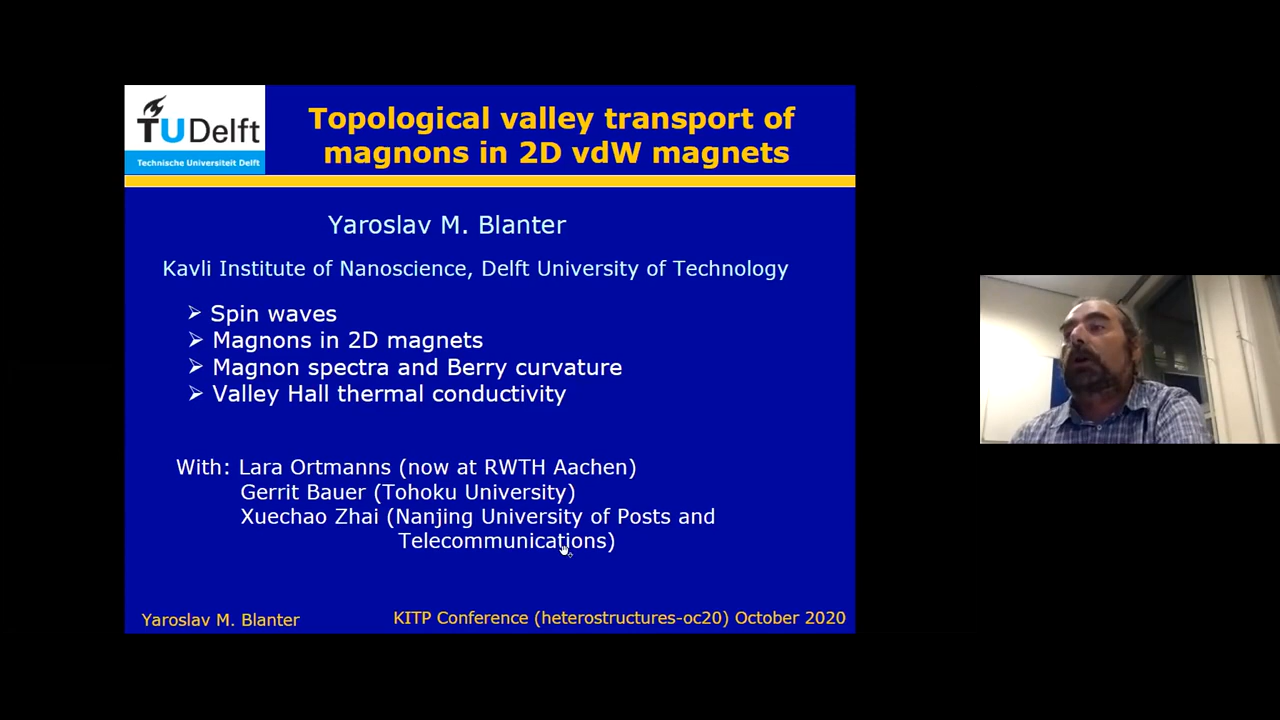 TUDelft
Technische Universiteit Delft
Topological valley transport of
magnons in 2D vdW magnets
Yaroslav M. Blanter
Kavli Institute of Nanoscience, Delft University of Technology
➢ Spin waves
➢ Magnons in 2D magnets
➢ Magnon spectra and Berry curvature
➢ Valley Hall thermal conductivity
With: Lara Ortmanns (now at RWTH Aachen)
Gerrit Bauer (Tohoku University)
Xuechao Zhai (Nanjing University of Posts and
Telecommunications)
Yaroslav M. Blanter
KITP Conference (heterostructures-oc20) October 2020